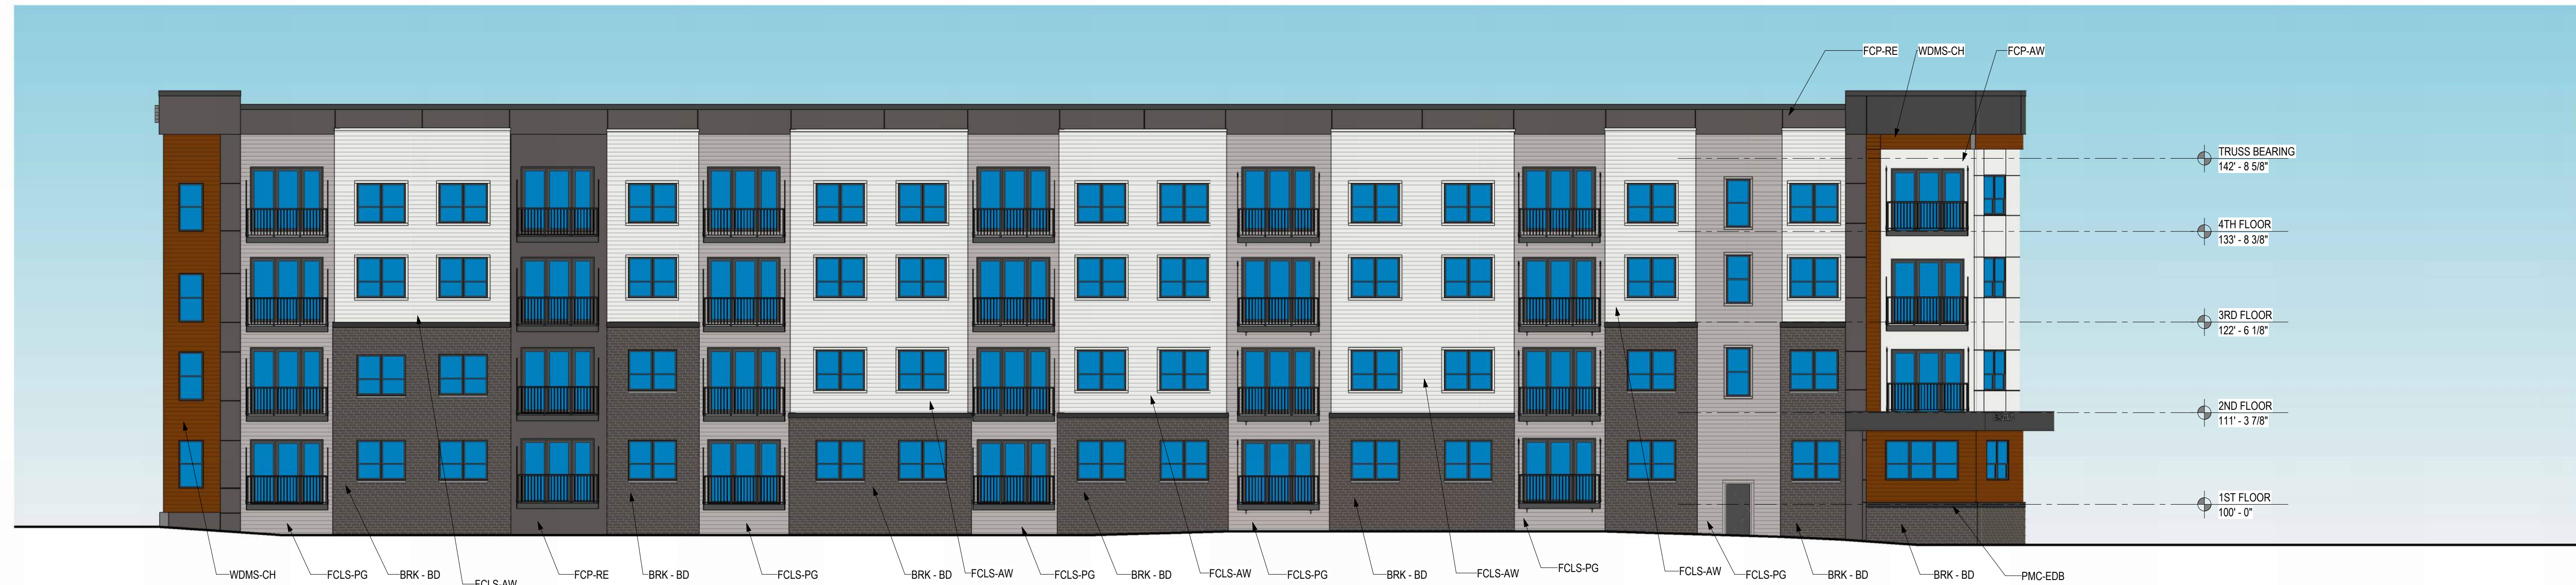 FCP-RE
WDMS-CH
FCP-AW
TRUSS BEARING
142' - 8 5/8"
4TH FLOOR
133' - 8 3/8"
3RD FLOOR
122' - 6 1/8"
2ND FLOOR
111' - 3 7/8"
1ST FLOOR
100' - 0"
WDMS-CH
FCLS-PG
BRK - BD
FCLS-AW
FCP-RE
BRK - BD
FCLS-PG
BRK - BD
FCLS-AW
FCLS-PG
BRK - BD
FCLS-AW
FCLS-PG
BRK - BD
FCLS-AW
FCLS-PG
FCLS-AW
FCLS-PG
BRK - BD
BRK - BD
PMC-EDB